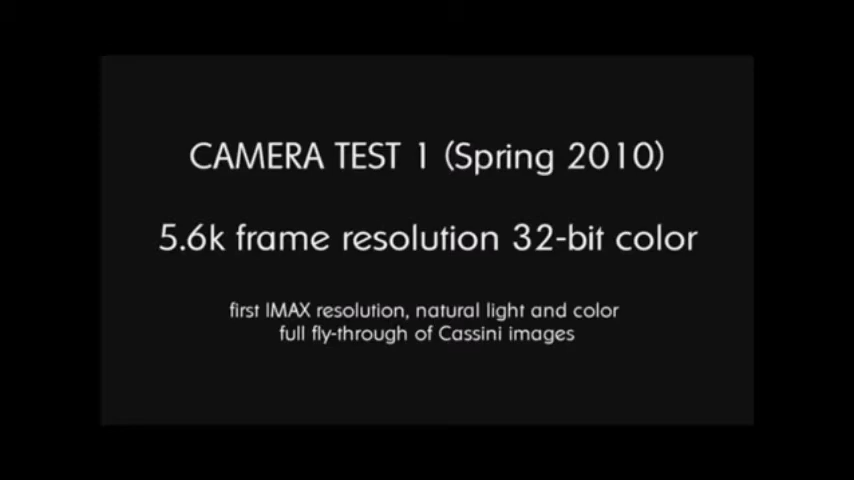 CAMERA TEST 1 (Spring 2010)
5.6k frame resolution 32-bit color
first IMAX resolution, natural light and color
full fly-through of Cassini images